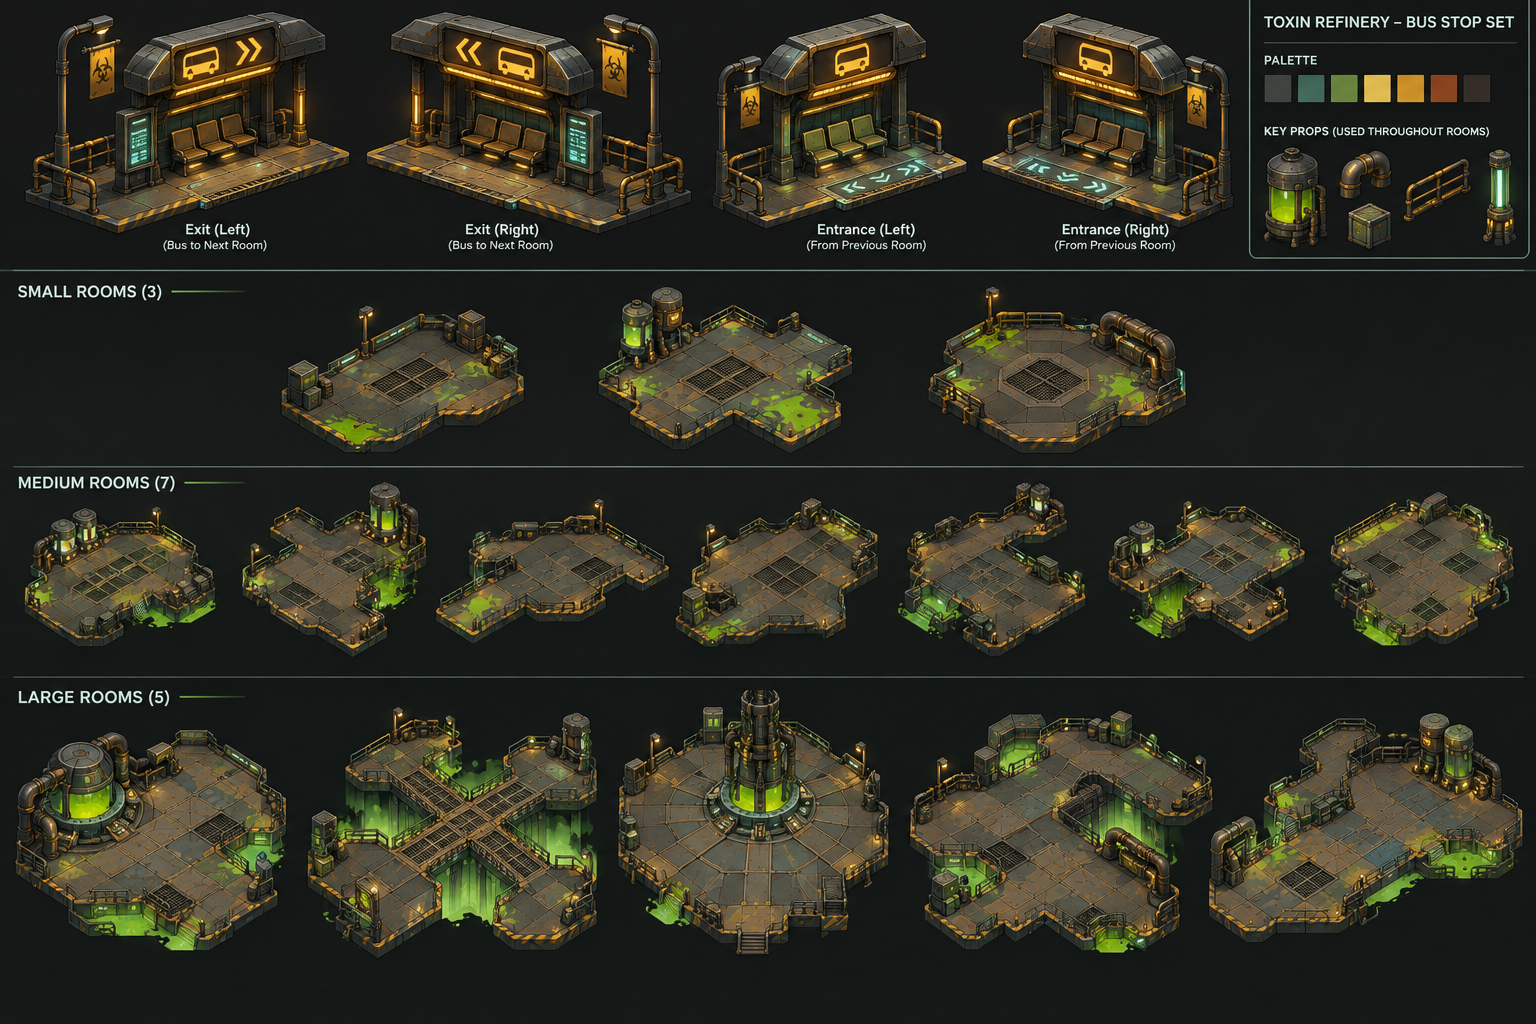 Exit (Left)
(Bus to Next Room)
Exit (Right)
(Bus to Next Room)
Entrance (Left)
(From Previous Room)
Entrance (Right)
(From Previous Room)
TOXIN REFINERY – BUS STOP SET
PALETTE
KEY PROPS (USED THROUGHOUT ROOMS)
SMALL ROOMS (3)
MEDIUM ROOMS (7)
LARGE ROOMS (5)